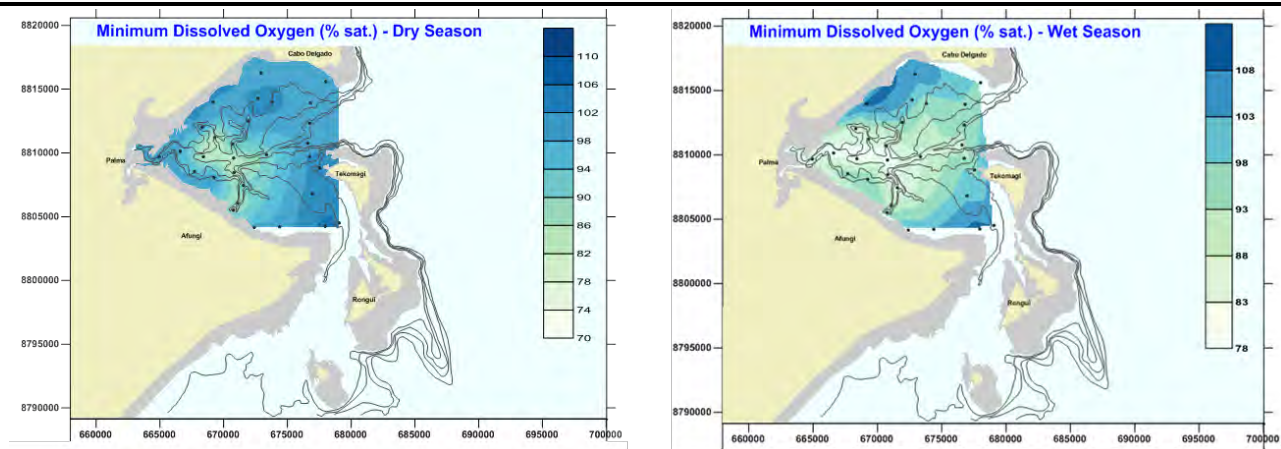 Minimum Dissolved Oxygen (% sat.) - Dry Season
Cabo Delgado
Palma
Tekomagi
Afungi
Rongui
8820000
8815000
8810000
8805000
8800000
8795000
8790000
660000 665000 670000 675000 680000 685000 690000 695000 700000
110
106
102
98
94
90
86
82
78
74
70
Minimum Dissolved Oxygen (% sat.) - Wet Season
Cabo Delgado
Palma
Tekomagi
Afungi
Rongui
8820000
8815000
8810000
8805000
8800000
8795000
8790000
660000 665000 670000 675000 680000 685000 690000 695000 700000
108
103
98
93
88
83
78